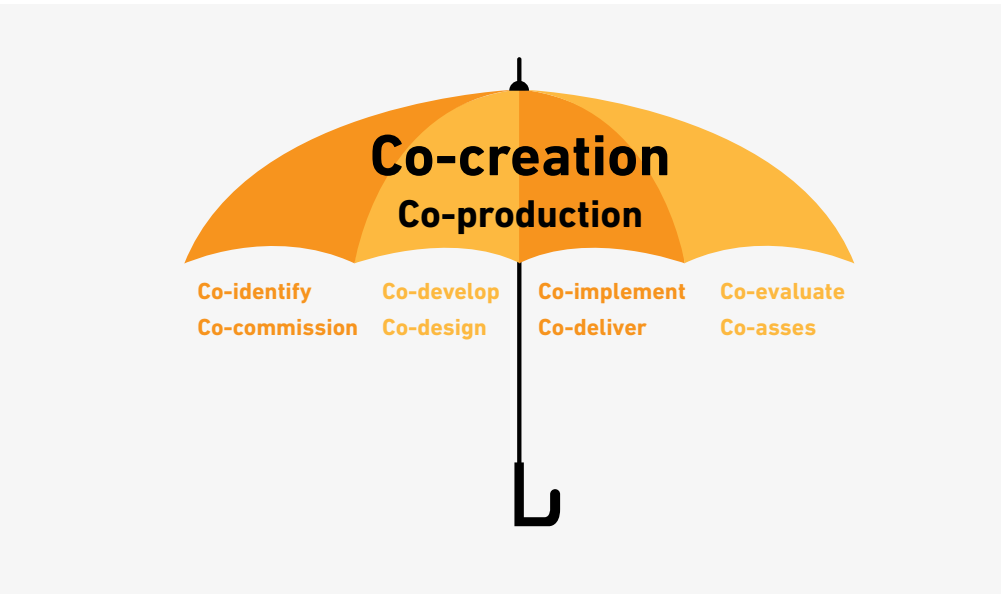 Co-creation
Co-production
Co-identify
Co-commission
Co-develop
Co-design
Co-implement
Co-deliver
Co-evaluate
Co-asses